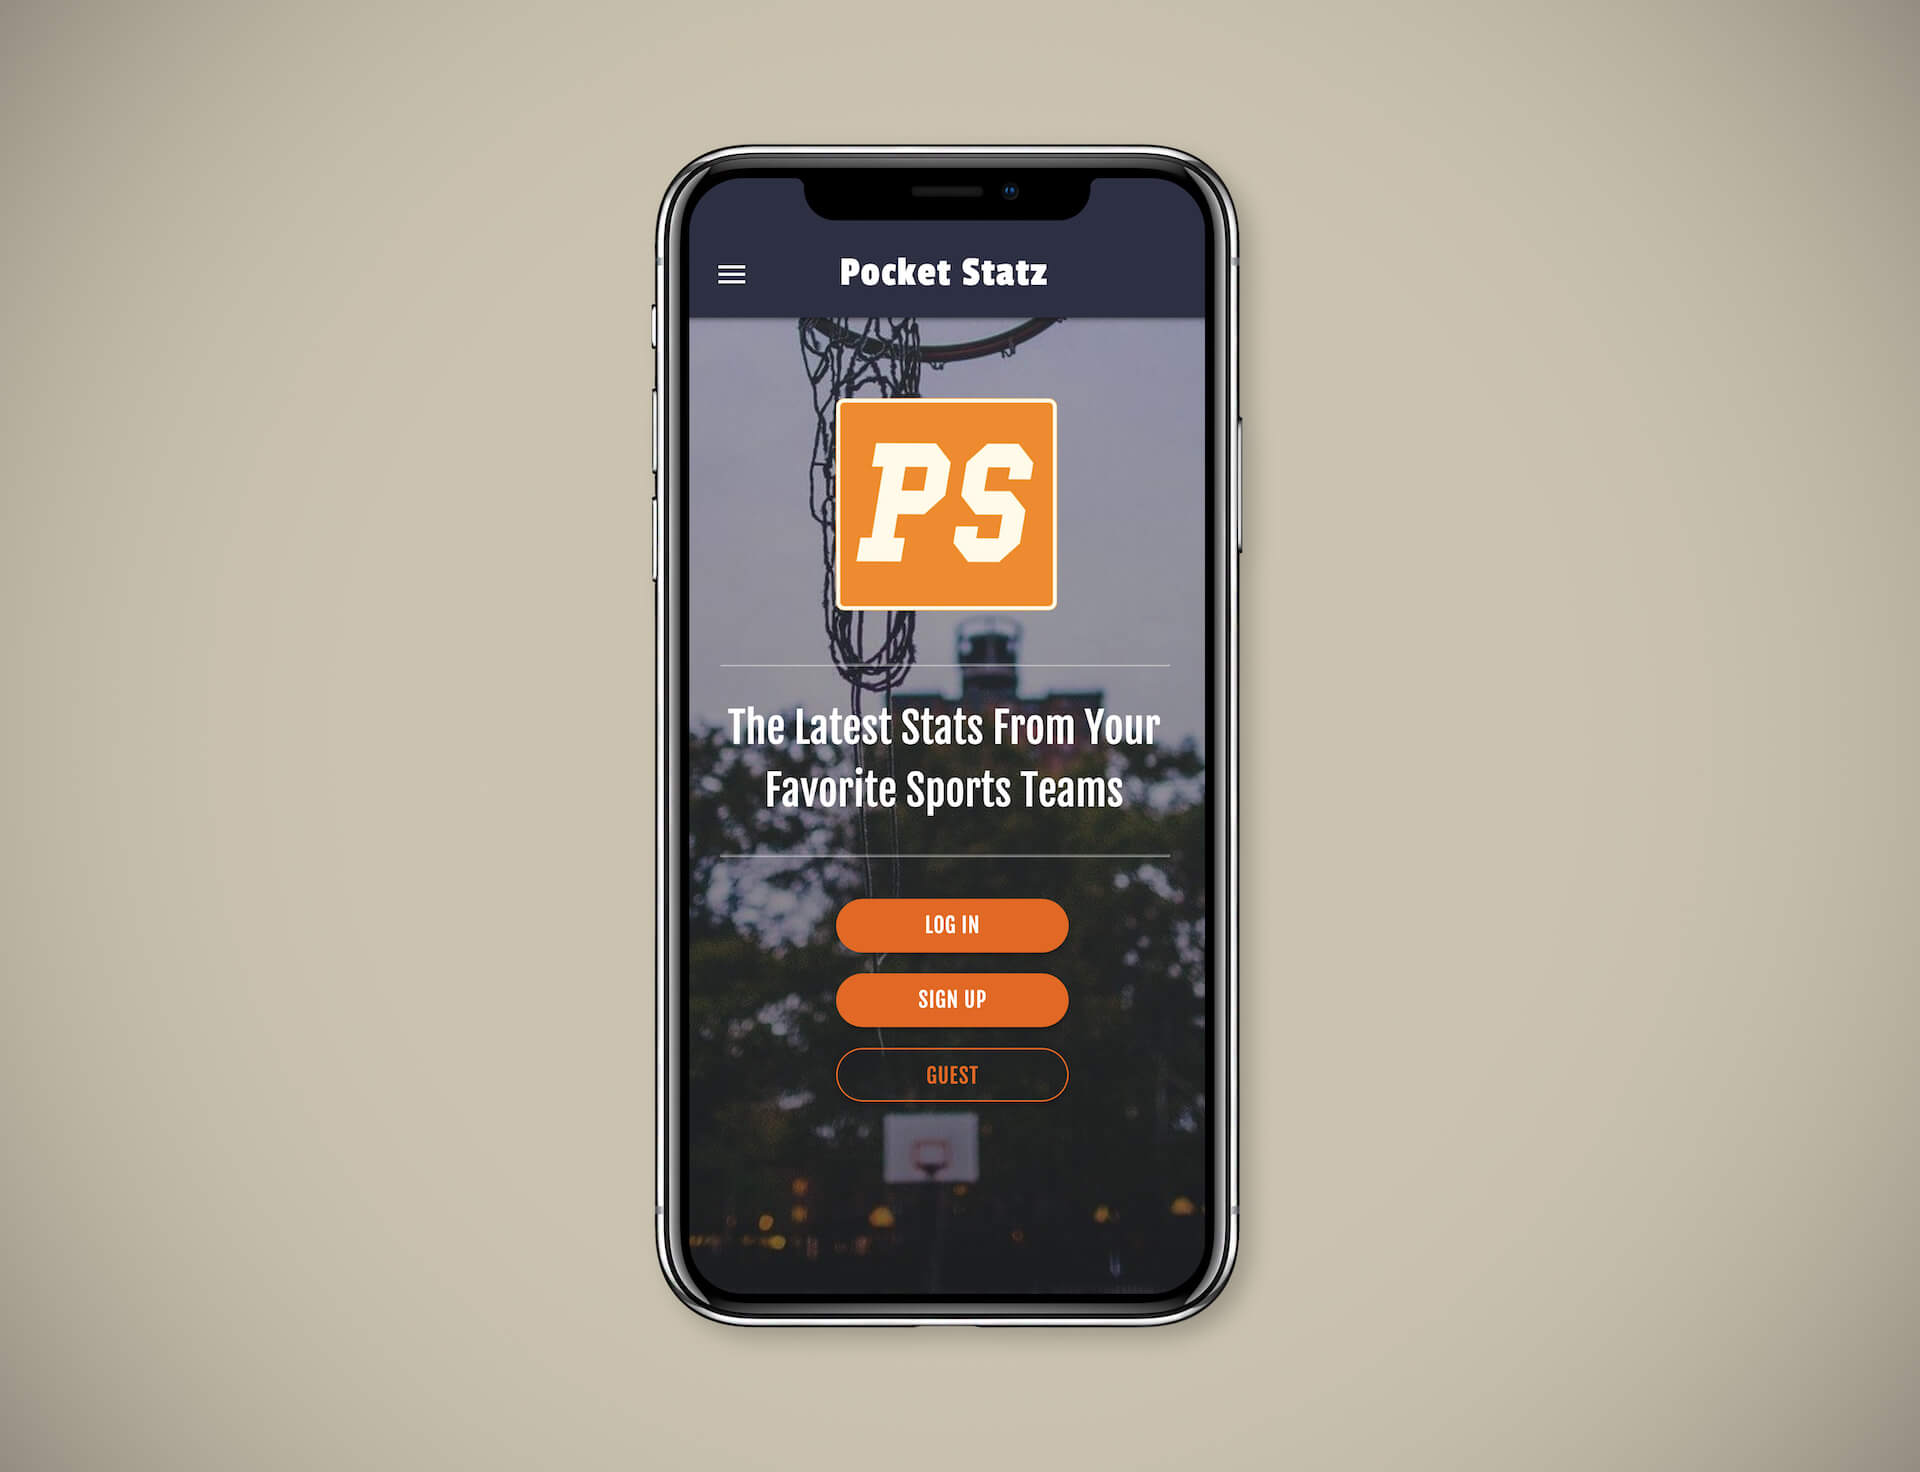 Pocket Statz
PS
The Latest Stats From Your
Favorite Sports Teams
LOG IN
SIGN UP
GUEST